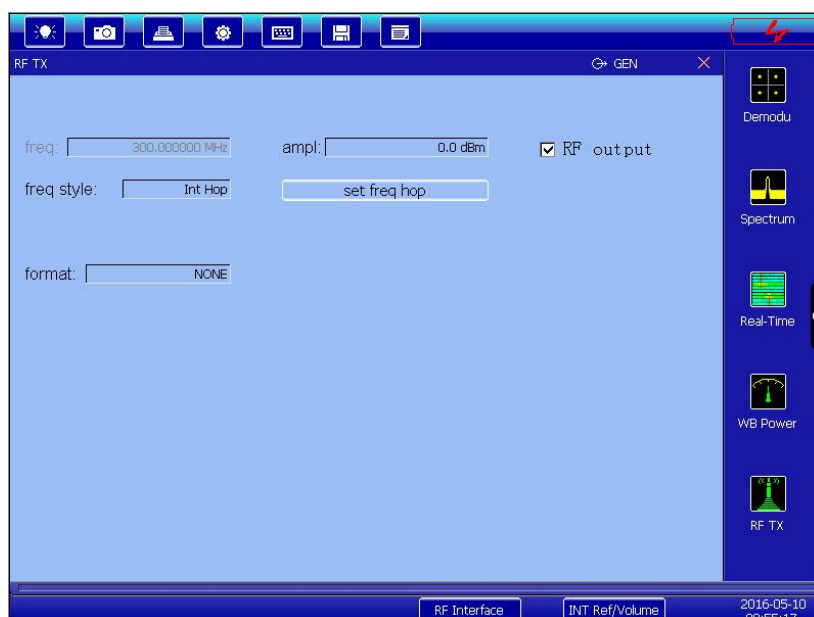 RF TX GEN
Demodu
freq: 300.000000 MHz ampl: 0.0 dBm RF output
freq style: Int Hop set freq hop
Spectrum
format: NONE
Real-Time
WB Power
RF TX
RF Interface INT Ref/Volume 2016-05-10